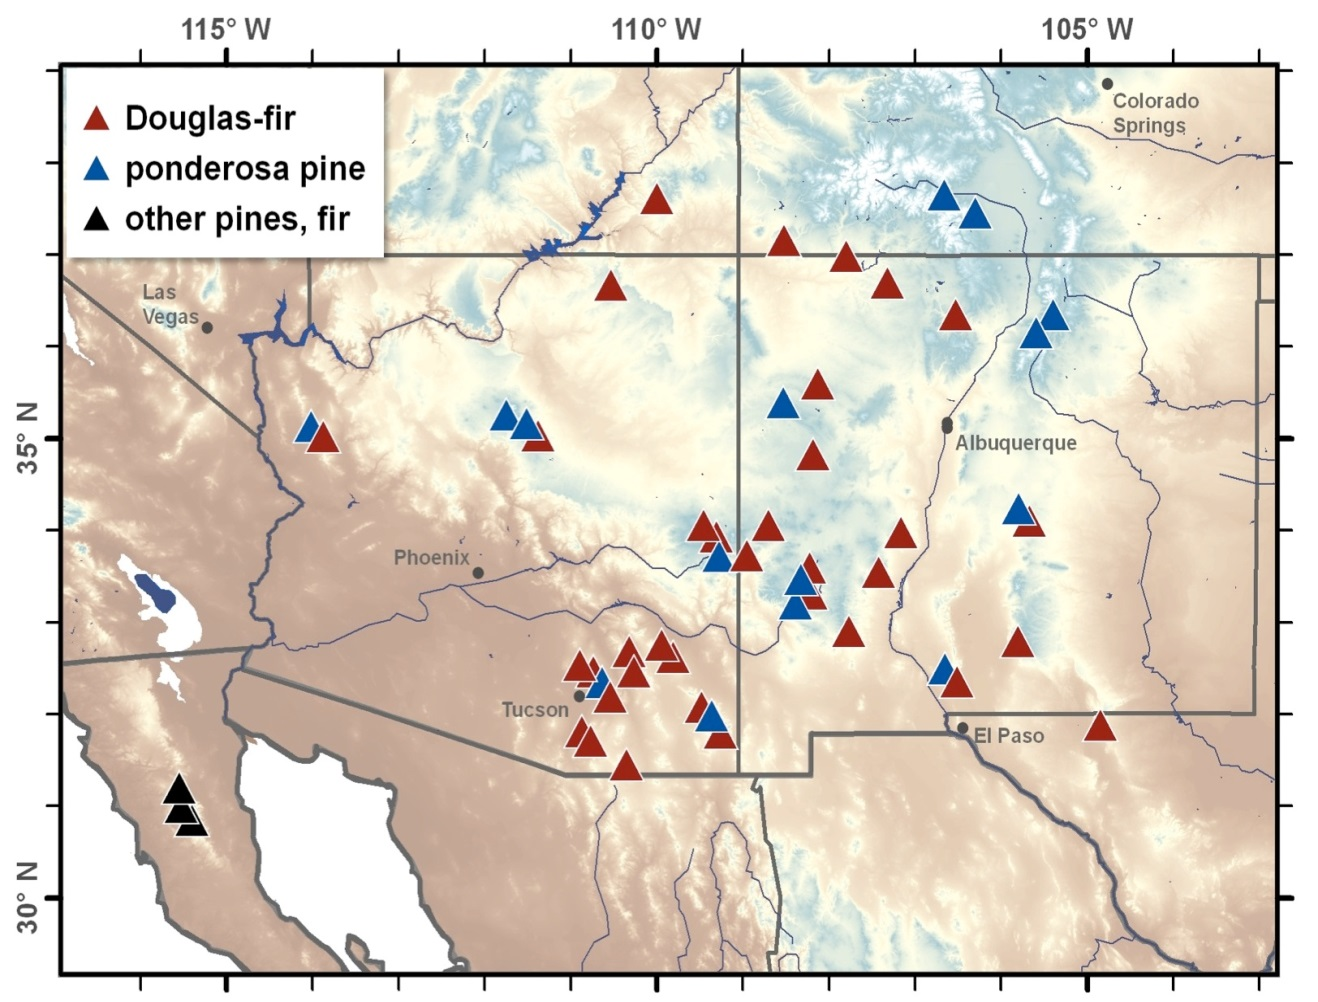 115° W
110° W
105° W
Douglas-fir
ponderosa pine
other pines, fir
Colorado
Springs
Las
Vegas
35° N
Albuquerque
Phoenix
Tucson
El Paso
30° N